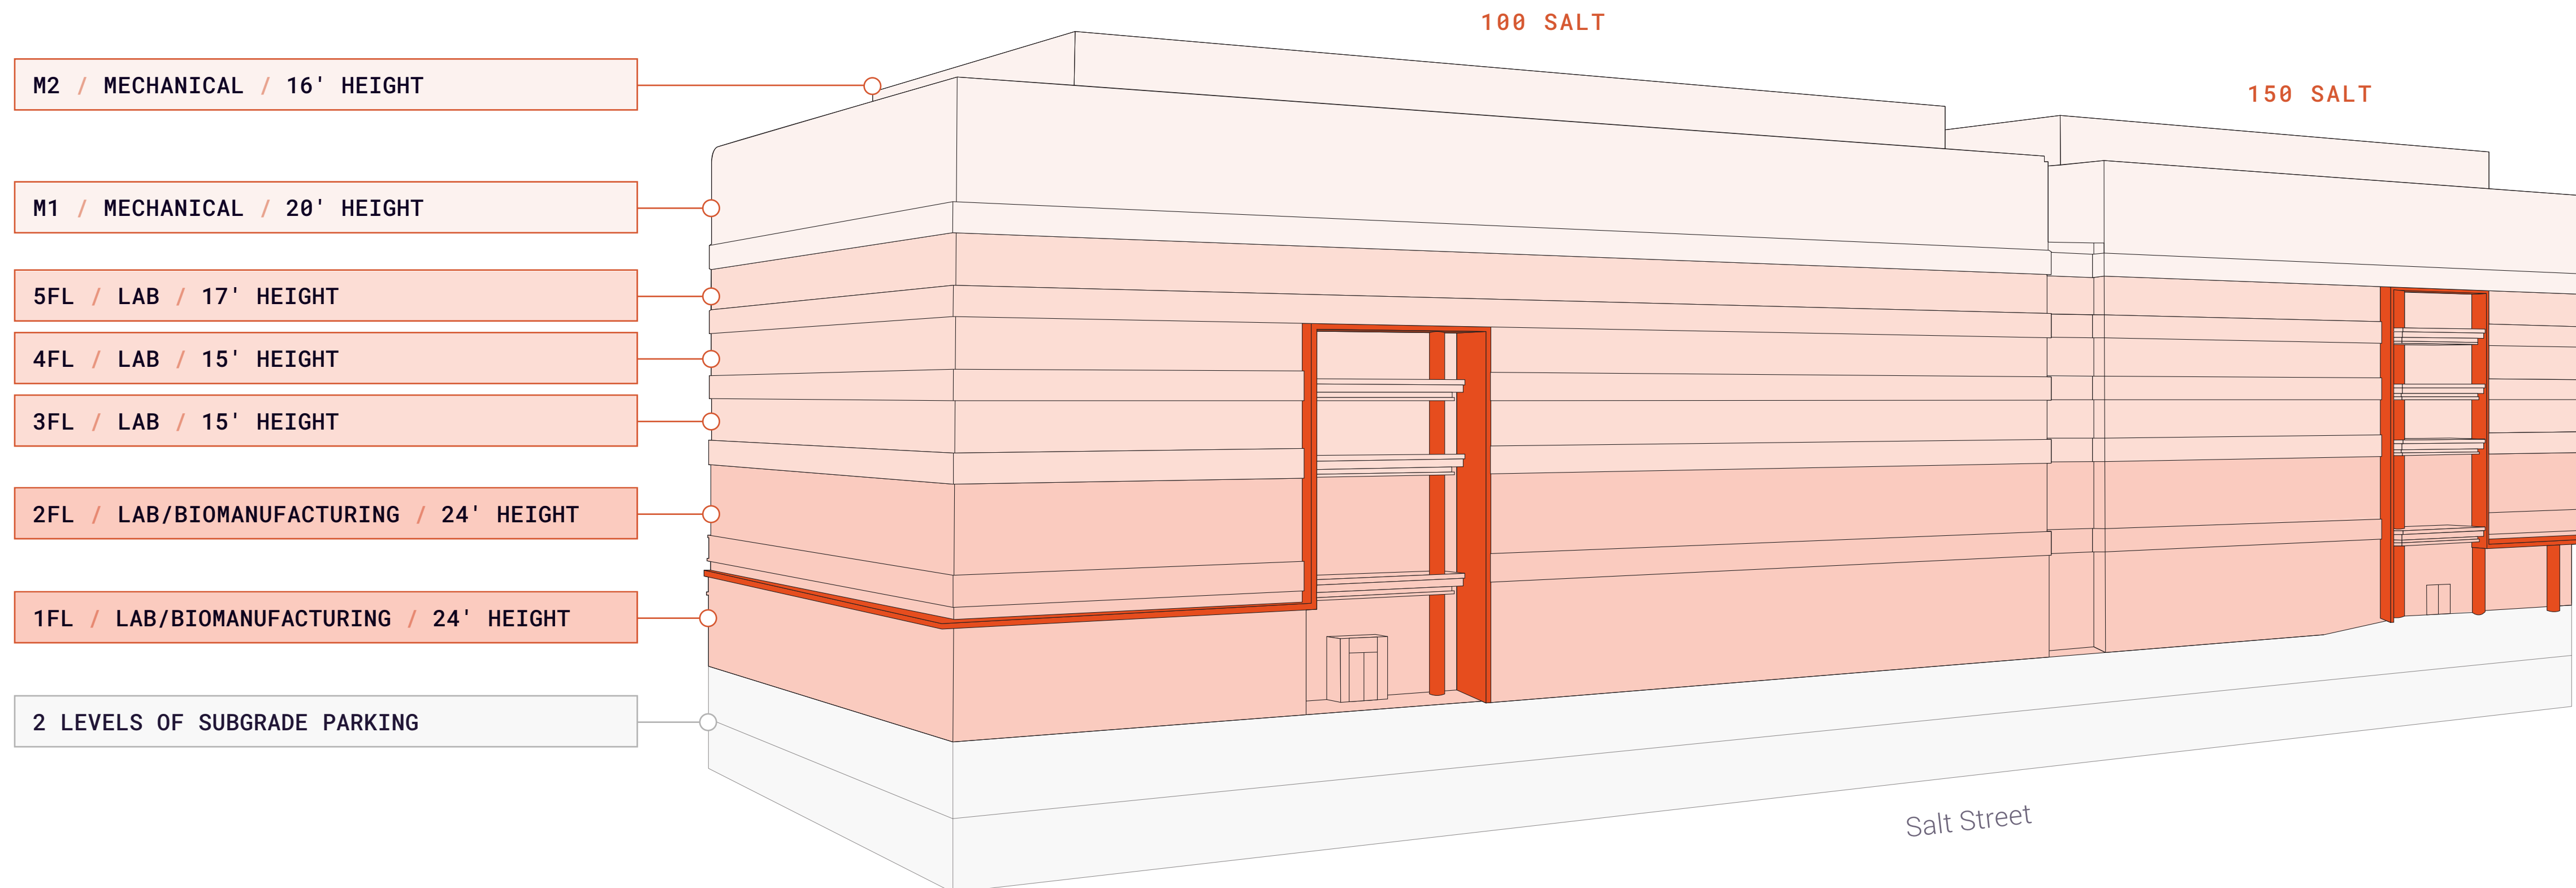 100 SALT
150 SALT
M2 / MECHANICAL / 16' HEIGHT
M1 / MECHANICAL / 20' HEIGHT
5FL / LAB / 17' HEIGHT
4FL / LAB / 15' HEIGHT
3FL / LAB / 15' HEIGHT
2FL / LAB/BIOMANUFACTURING / 24' HEIGHT
1FL / LAB/BIOMANUFACTURING / 24' HEIGHT
2 LEVELS OF SUBGRADE PARKING
Salt Street